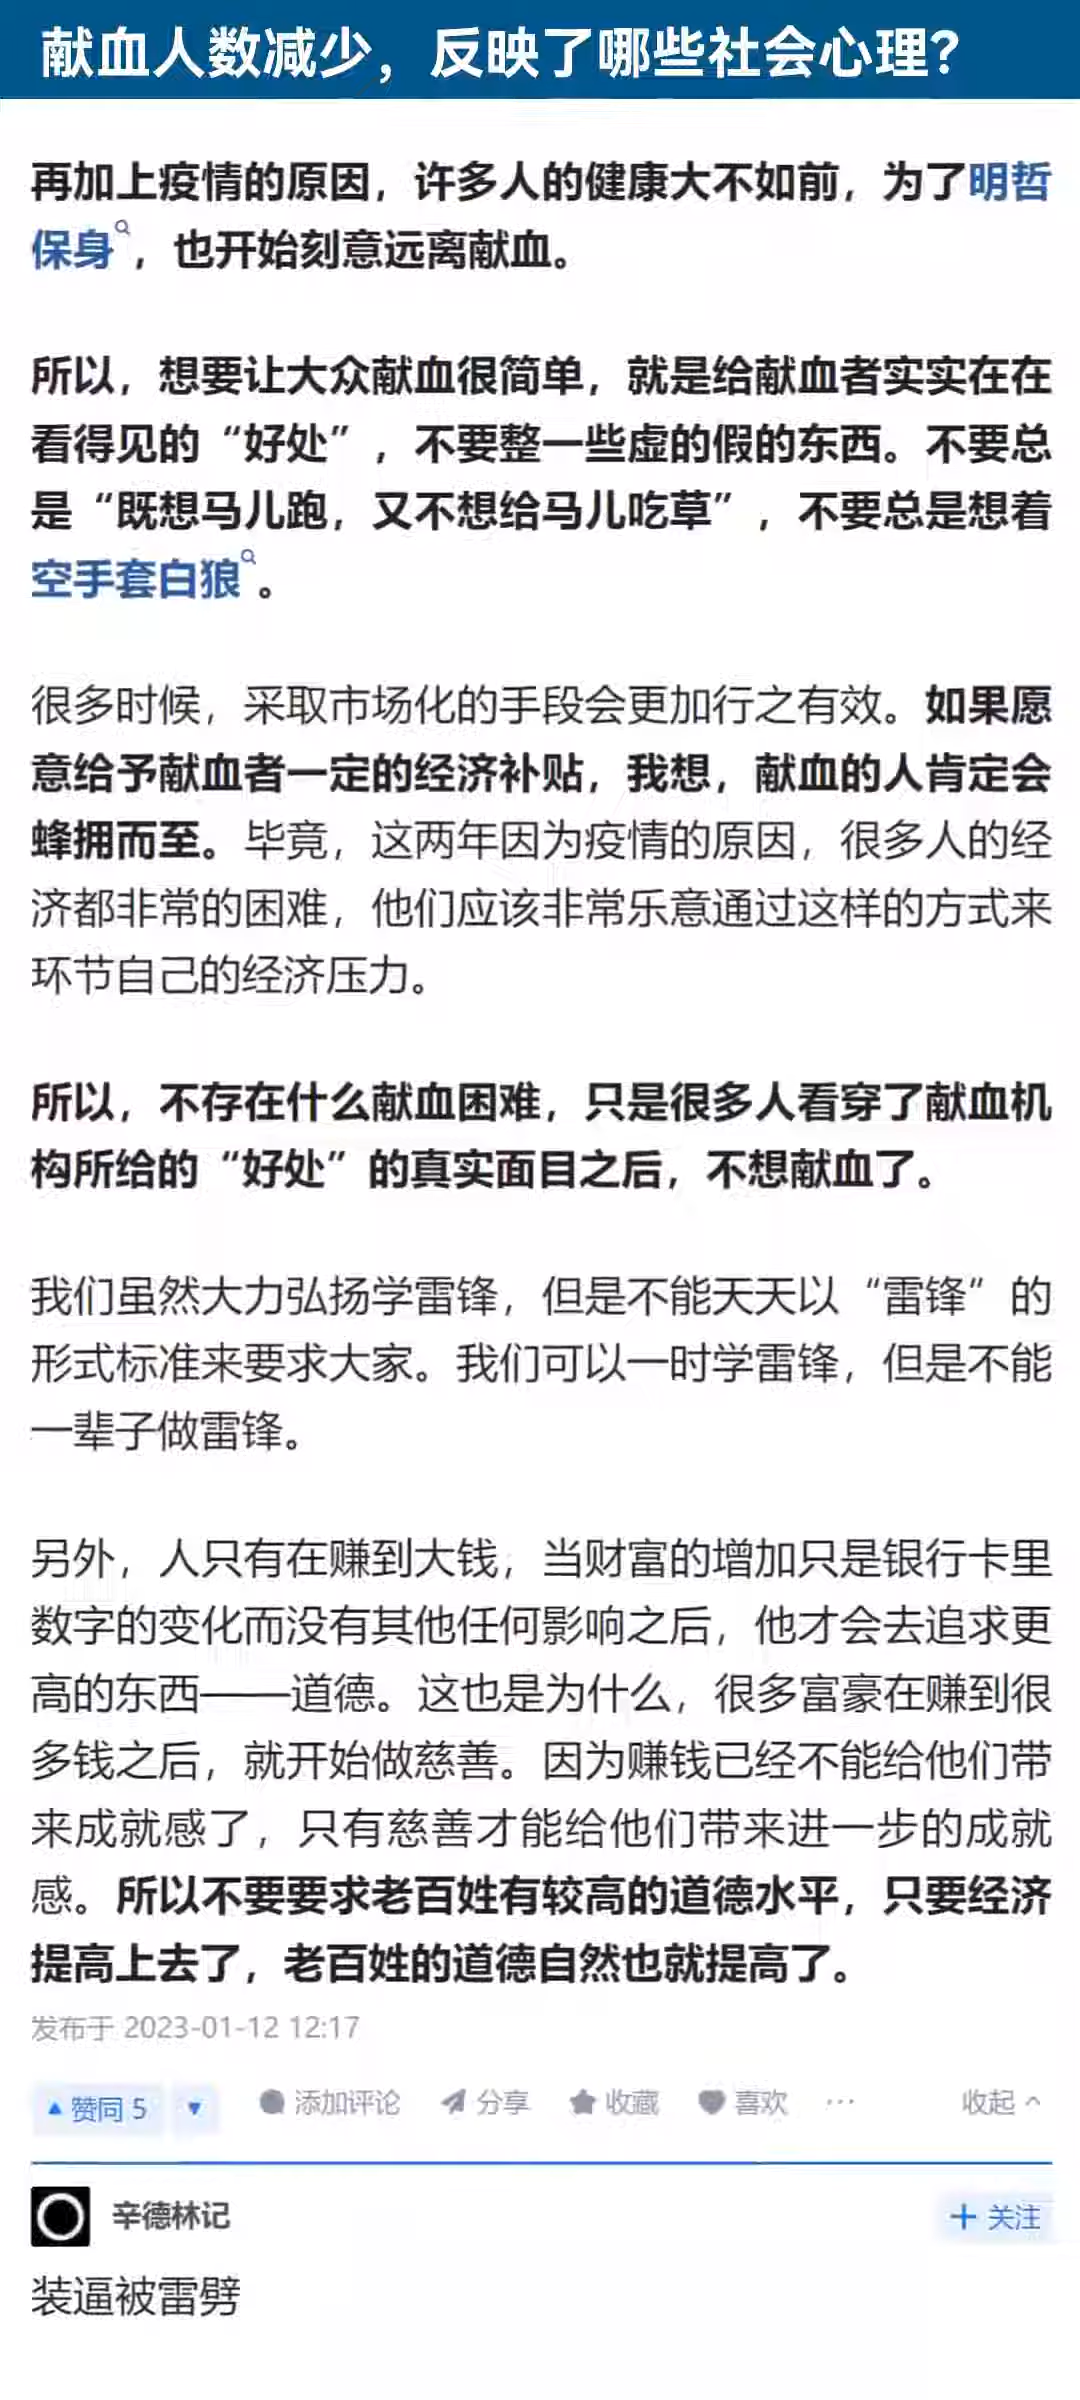 献血人数减少，反映了哪些社会心理？
再加上疫情的原因，许多人的健康大不如前，为了明哲
保身，也开始刻意远离献血。
所以，想要让大众献血很简单，就是给献血者实实在在
看得见的“好处”，不要整一些虚的假的东西。不要总
是“既想马儿跑，又不想给马儿吃草”，不要总是想着
空手套白狼。
很多时候，采取市场化的手段会更加行之有效。如果愿
意给予献血者一定的经济补贴，我想，献血的人肯定会
蜂拥而至。毕竟，这两年因为疫情的原因，很多人的经
济都非常的困难，他们应该非常乐意通过这样的方式来
环节自己的经济压力。
所以，不存在什么献血困难，只是很多人看穿了献血机
构所给的“好处”的真实面目之后，不想献血了。
我们虽然大力弘扬学雷锋，但是不能天天以“雷锋”的
形式标准来要求大家。我们可以一时学雷锋，但是不能
一辈子做雷锋。
另外，人只有在赚到大钱，当财富的增加只是银行卡里
数字的变化而没有其他任何影响之后，他才会去追求更
高的东西——道德。这也是为什么，很多富豪在赚到很
多钱之后，就开始做慈善。因为赚钱已经不能给他们带
来成就感了，只有慈善才能给他们带来进一步的成就
感。所以不要要求老百姓有较高的道德水平，只要经济
提高上去了，老百姓的道德自然也就提高了。
发布于 2023-01-12 12:17
赞同 5 添加评论 分享 收藏 喜欢 ··· 收起
辛德林记 + 关注
装逼被雷劈